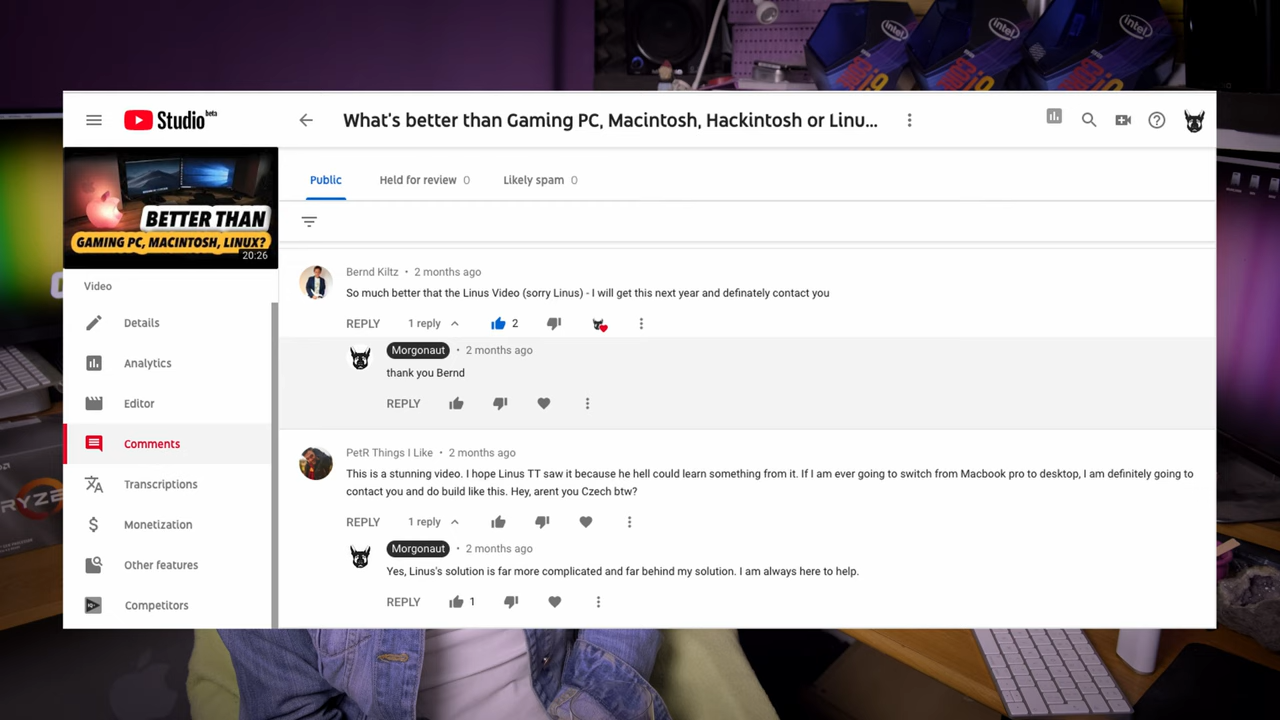 intel
intel
intel
Studio beta
What's better than Gaming PC, Macintosh, Hackintosh or Linu...
BETTER THAN
GAMING PC, MACINTOSH, LINUX?
20:26
Public
Held for review 0
Likely spam 0
Video
Details
Analytics
Editor
Comments
Transcriptions
Monetization
Other features
Competitors
Bernd Kiltz • 2 months ago
So much better that the Linus Video (sorry Linus) - I will get this next year and definately contact you
REPLY 1 reply 2
Morgonaut • 2 months ago
thank you Bernd
REPLY
PetR Things I Like • 2 months ago
This is a stunning video. I hope Linus TT saw it because he hell could learn something from it. If I am ever going to switch from Macbook pro to desktop, I am definitely going to
contact you and do build like this. Hey, arent you Czech btw?
REPLY 1 reply
Morgonaut • 2 months ago
Yes, Linus's solution is far more complicated and far behind my solution. I am always here to help.
REPLY 1
RYZE